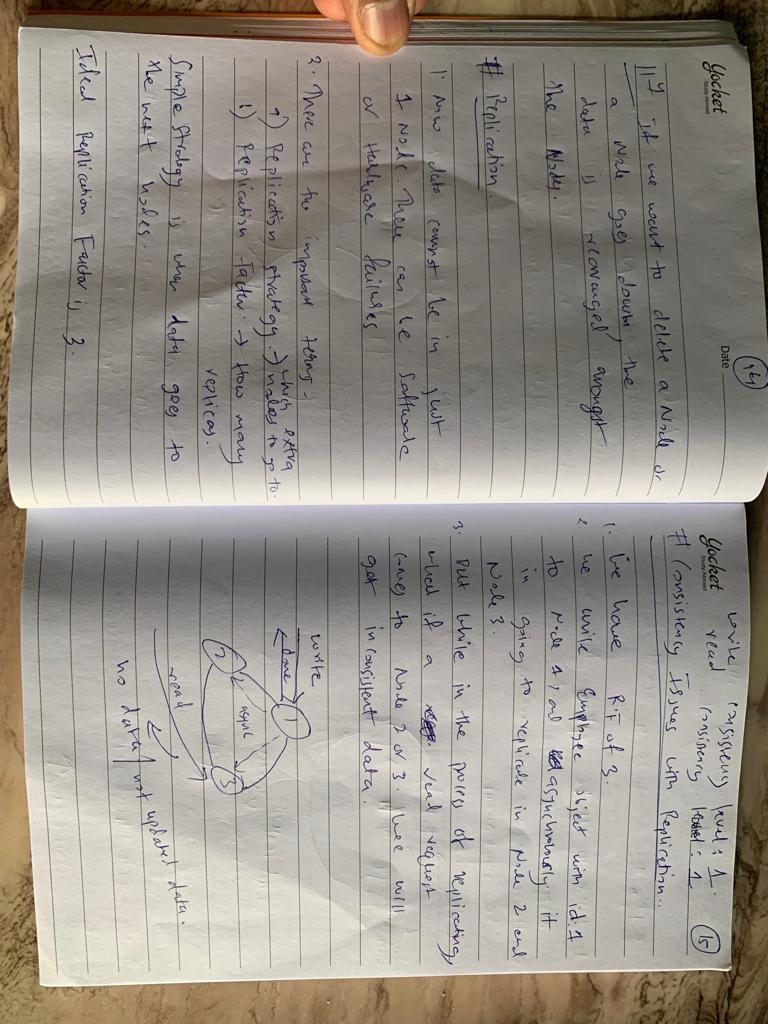 14
yocket
Study Abroad
Date
111y if we want to delete a Node or
a Node goes down, the
data is rearranged amongst
the Nodes.
# Replication.
1. Now data cannot be in just
1 Node. There can be Software
or Hardware failures
2. There are two important terms.
a) Replication strategy. → which extra
nodes to go to.
b) Replication Factor. → How many
replicas.
Simple Strategy is when data goes to
the next nodes.
Ideal Replication Factor is 3.
15
yocket
Study Abroad
write consistency level: 1.
read consistency level: 1
# Consistency Issues with Replication..
1. We have R.F of 3.
2. We write Employee object with id:1
to Node 1, and asynchronously it
is going to replicate in Node 2 and
Node 3.
3. But while in the process of replicating,
what if a read request
comes to Node 2 or 3. Wee will
get inconsistent data.
write
done
1
async
2
3
read
no data / not updated data.